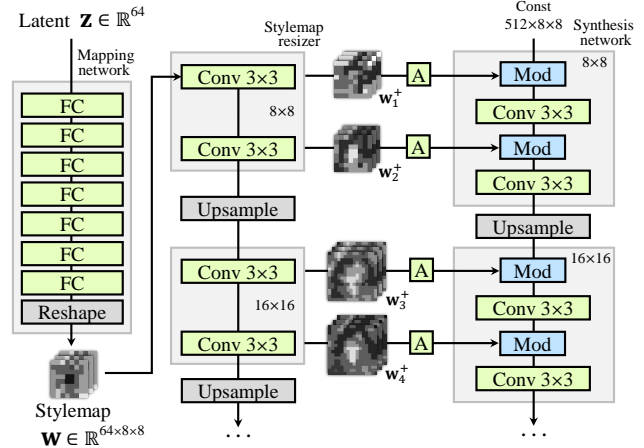 Latent z ∈ ℝ^64
Mapping
network
FC
FC
FC
FC
FC
FC
FC
FC
Reshape
Stylemap
w ∈ ℝ^64×8×8
Stylemap
resizer
Conv 3×3
8×8
Conv 3×3
Upsample
Conv 3×3
16×16
Conv 3×3
Upsample
...
w₁⁺
A
w₂⁺
A
w₃⁺
A
w₄⁺
A
Const
512×8×8
Synthesis
network
8×8
Mod
Conv 3×3
Mod
Conv 3×3
Upsample
16×16
Mod
Conv 3×3
Mod
Conv 3×3
...